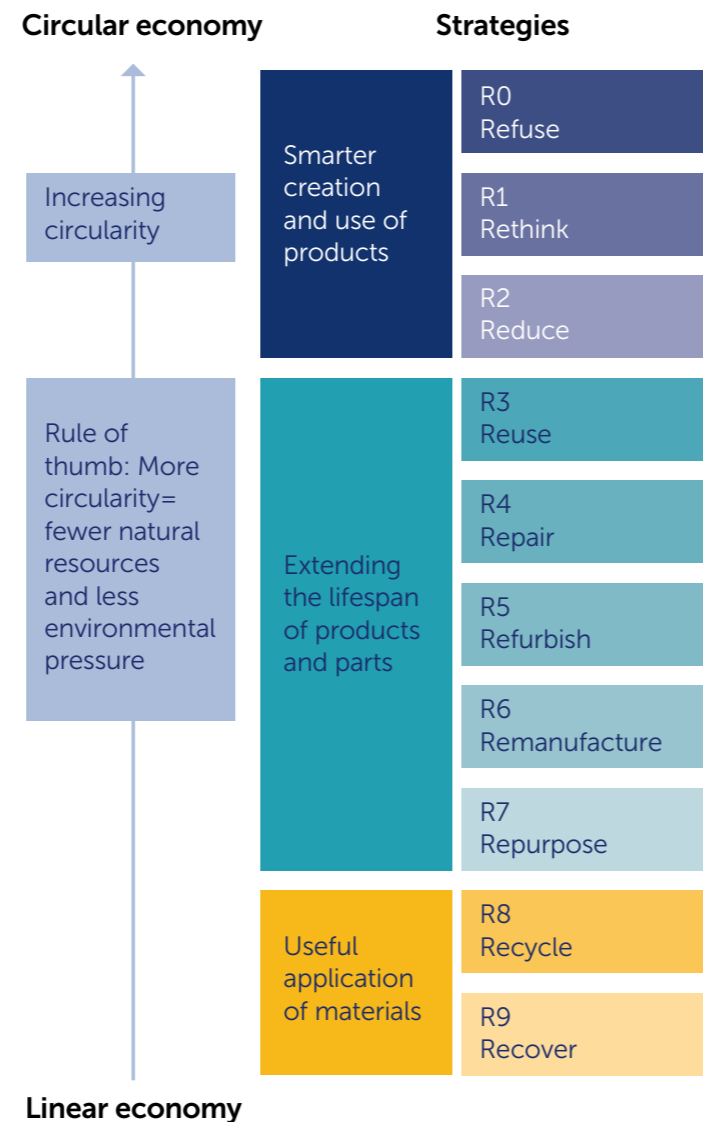 Circular economy
Strategies
Increasing
circularity
Rule of
thumb: More
circularity=
fewer natural
resources
and less
environmental
pressure
Linear economy
Smarter
creation
and use of
products
R0
Refuse
R1
Rethink
R2
Reduce
Extending
the lifespan
of products
and parts
R3
Reuse
R4
Repair
R5
Refurbish
R6
Remanufacture
R7
Repurpose
Useful
application
of materials
R8
Recycle
R9
Recover